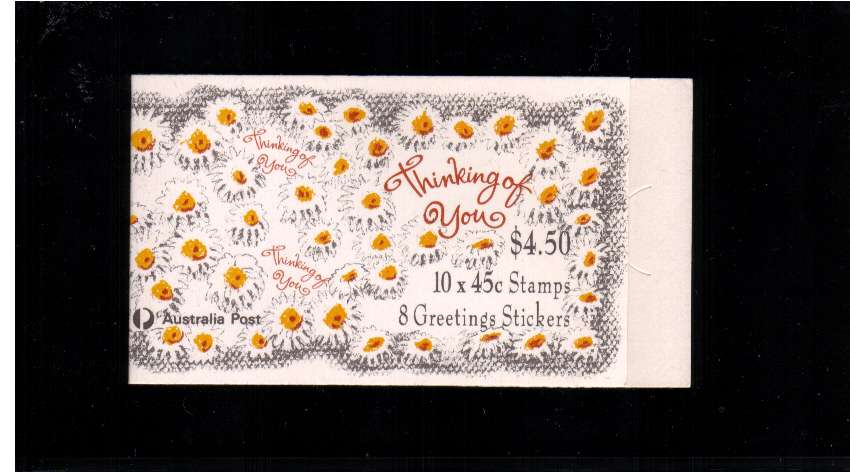 Thinking of
You
Thinking of
You
$4.50
Thinking of
You
10 x 45c Stamps
Australia Post
8 Greetings Stickers